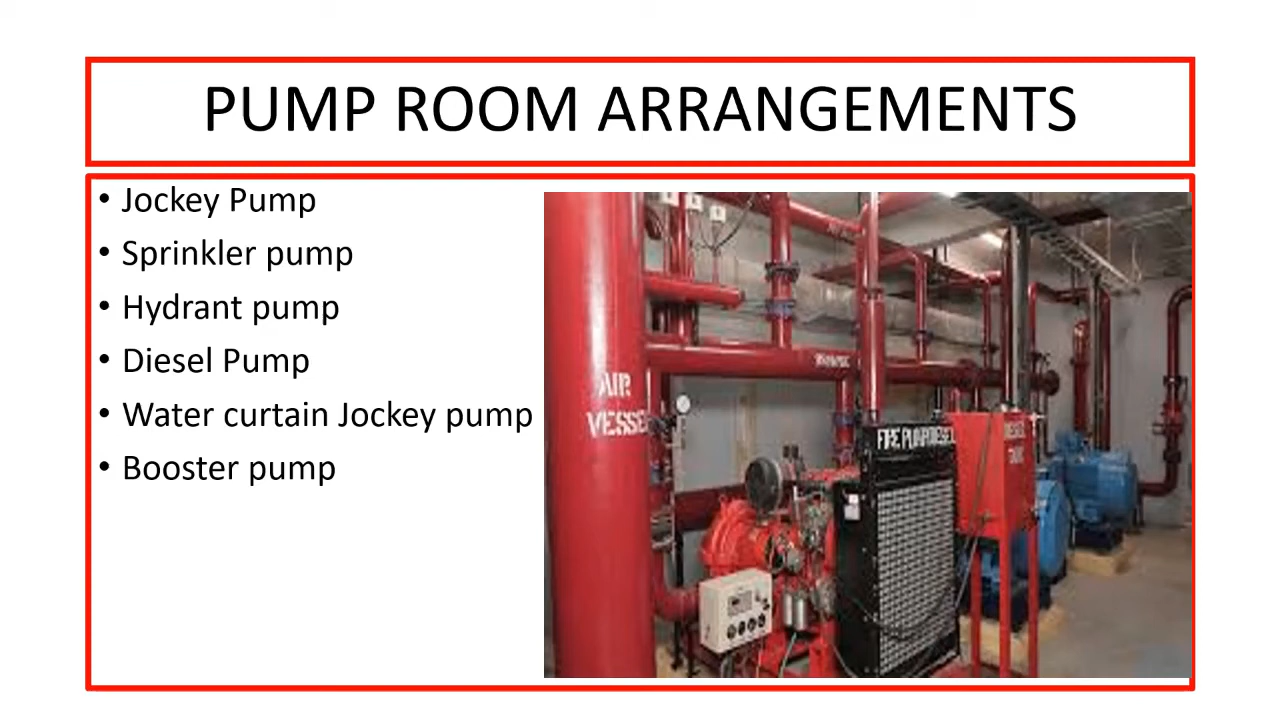 PUMP ROOM ARRANGEMENTS
• Jockey Pump
• Sprinkler pump
• Hydrant pump
• Diesel Pump
• Water curtain Jockey pump
• Booster pump
AIR
VESSE
FIRE PUMP DIESEL
DIESEL